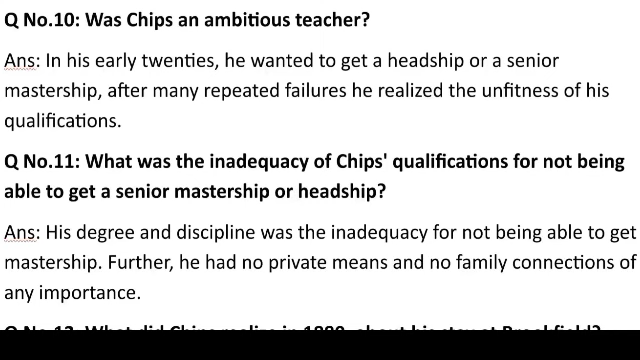 Q No.10: Was Chips an ambitious teacher?
Ans: In his early twenties, he wanted to get a headship or a senior
mastership, after many repeated failures he realized the unfitness of his
qualifications.
Q No.11: What was the inadequacy of Chips' qualifications for not being
able to get a senior mastership or headship?
Ans: His degree and discipline was the inadequacy for not being able to get
mastership. Further, he had no private means and no family connections of
any importance.